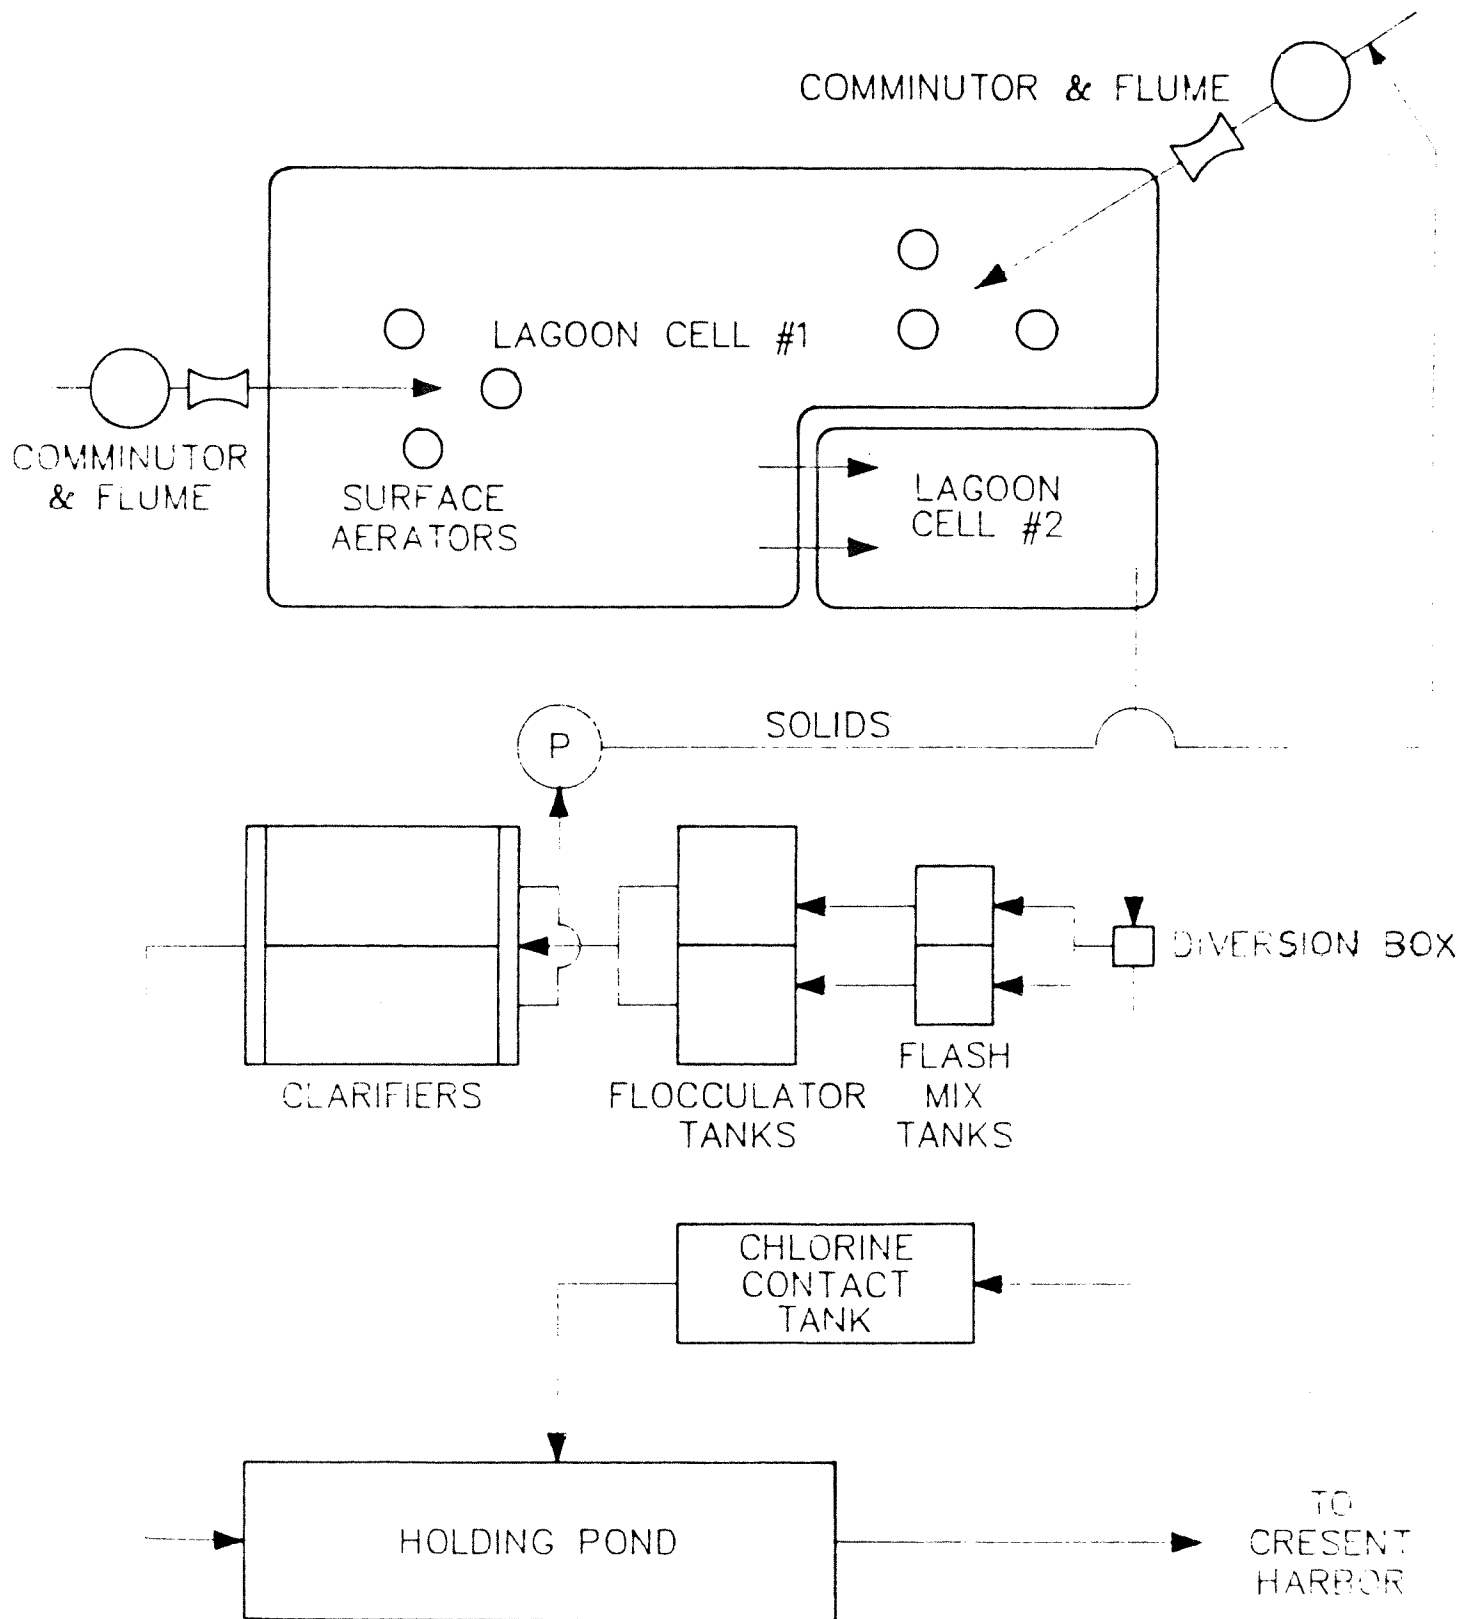 COMMINUTOR & FLUME
LAGOON CELL #1
COMMINUTOR
& FLUME
SURFACE
AERATORS
LAGOON
CELL #2
SOLIDS
P
DIVERSION BOX
CLARIFIERS
FLOCCULATOR
TANKS
FLASH
MIX
TANKS
CHLORINE
CONTACT
TANK
HOLDING POND
TO
CRESENT
HARBOR